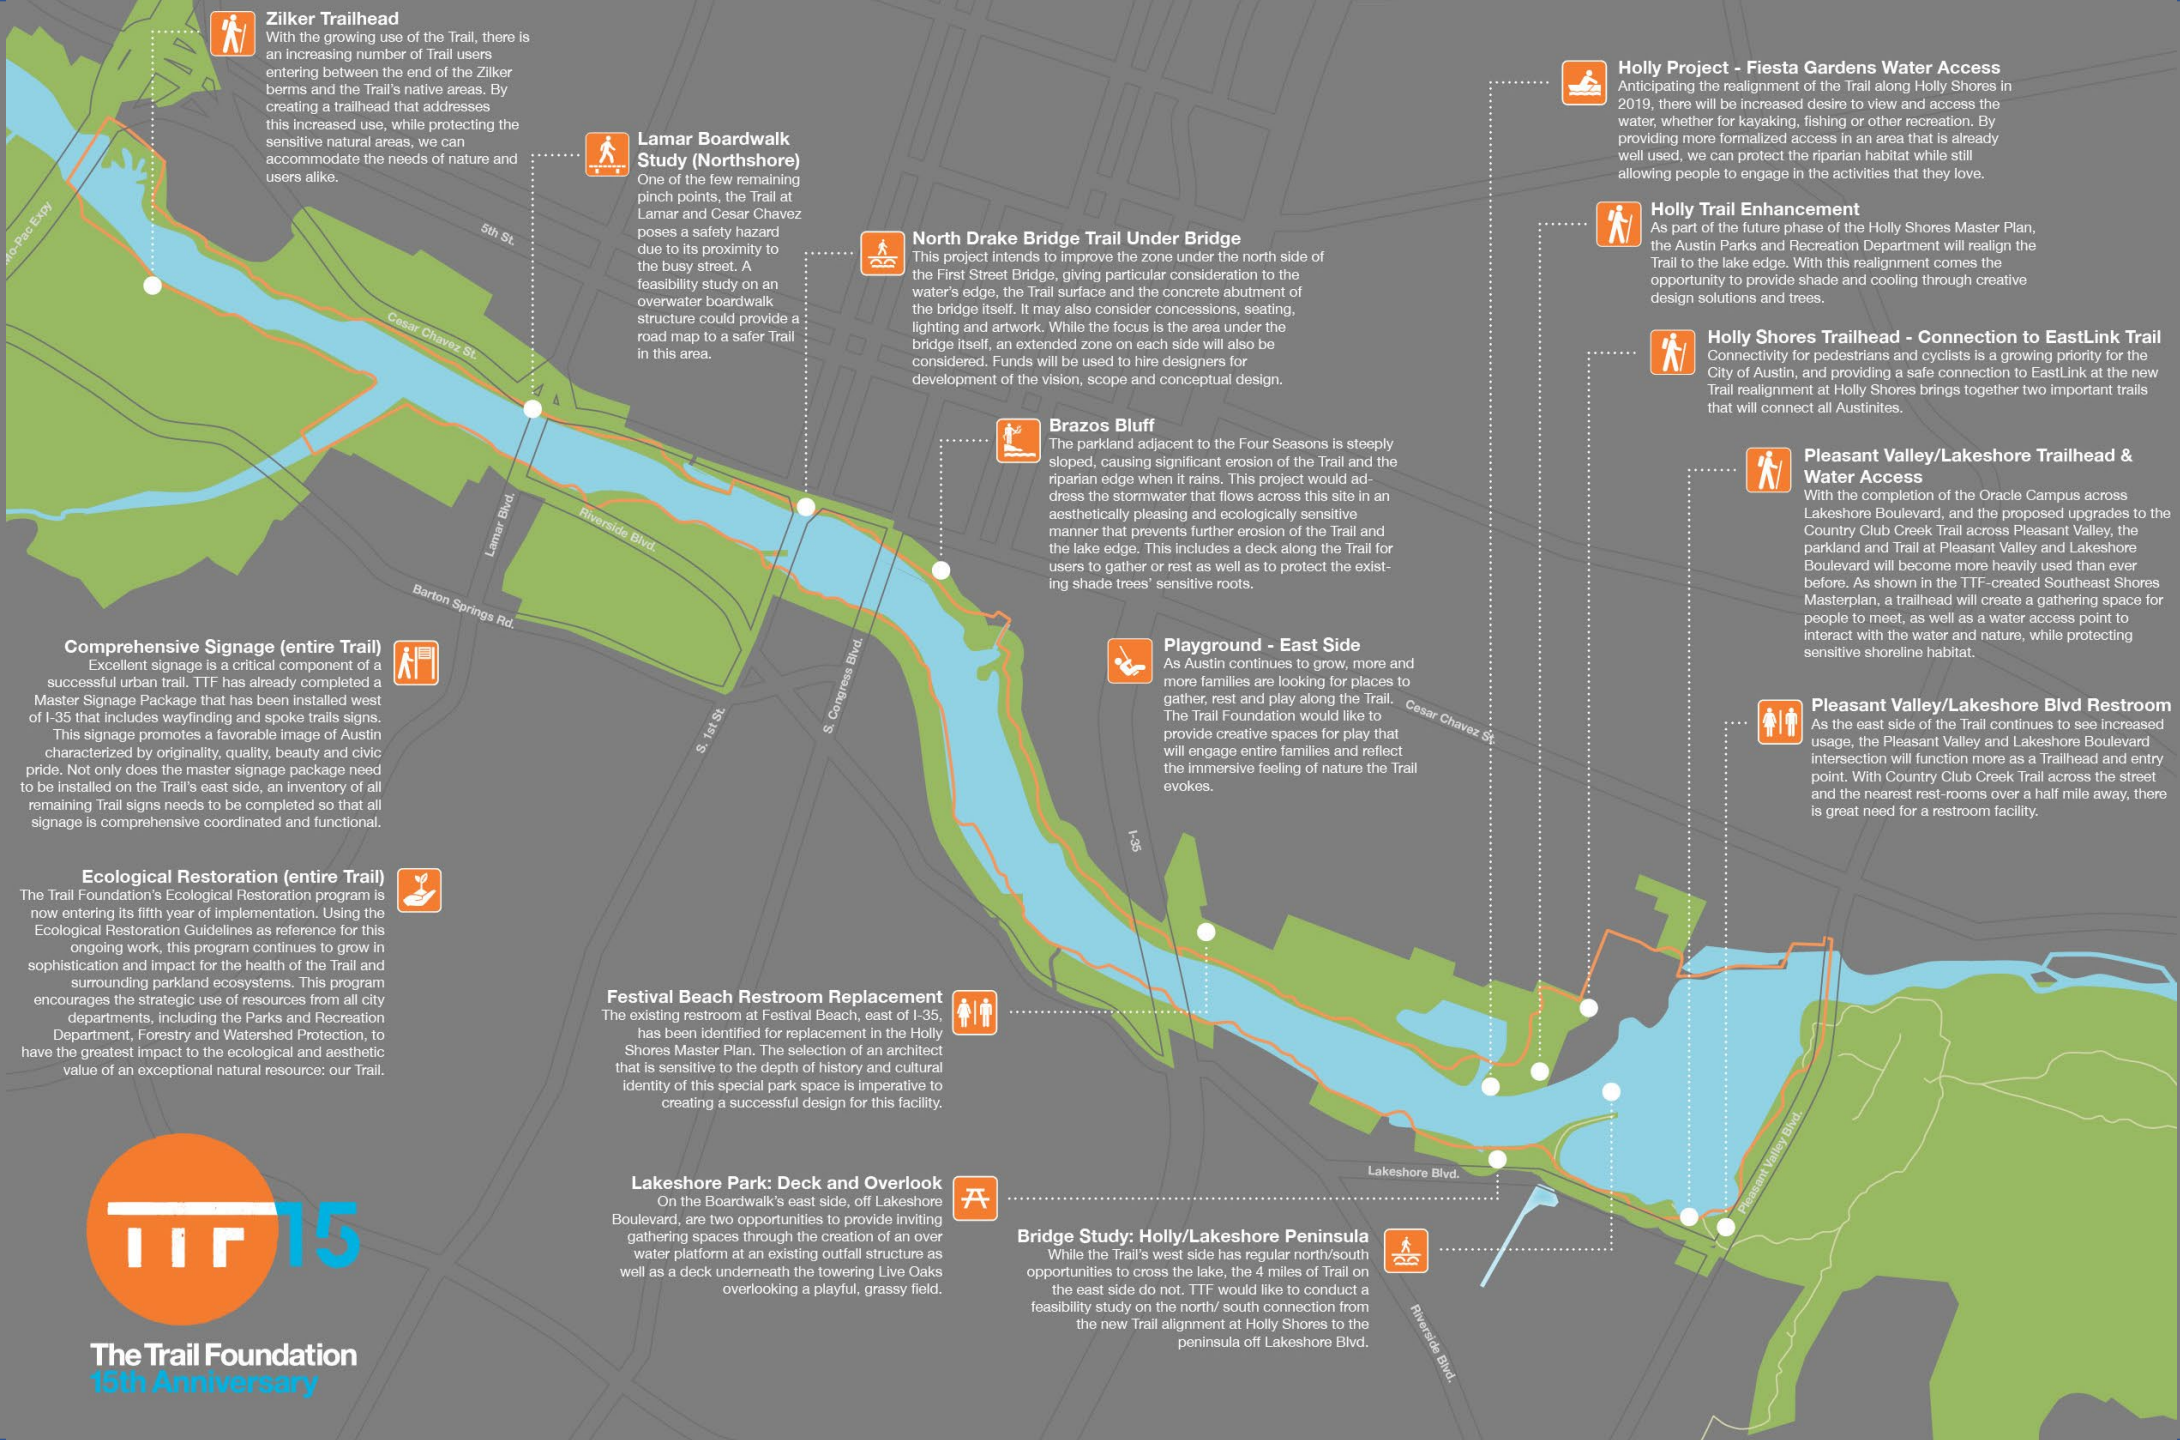 Zilker Trailhead
With the growing use of the Trail, there is
an increasing number of Trail users
entering between the end of the Zilker
berms and the Trail's native areas. By
creating a trailhead that addresses
this increased use, while protecting the
sensitive natural areas, we can
accommodate the needs of nature and
users alike.
Lamar Boardwalk
Study (Northshore)
One of the few remaining
pinch points, the Trail at
Lamar and Cesar Chavez
poses a safety hazard
due to its proximity to
the busy street. A
feasibility study on an
overwater boardwalk
structure could provide a
road map to a safer Trail
in this area.
North Drake Bridge Trail Under Bridge
This project intends to improve the zone under the north side of
the First Street Bridge, giving particular consideration to the
water's edge, the Trail surface and the concrete abutment of
the bridge itself. It may also consider concessions, seating,
lighting and artwork. While the focus is the area under the
bridge itself, an extended zone on each side will also be
considered. Funds will be used to hire designers for
development of the vision, scope and conceptual design.
Brazos Bluff
The parkland adjacent to the Four Seasons is steeply
sloped, causing significant erosion of the Trail and the
riparian edge when it rains. This project would ad-
dress the stormwater that flows across this site in an
aesthetically pleasing and ecologically sensitive
manner that prevents further erosion of the Trail and
the lake edge. This includes a deck along the Trail for
users to gather or rest as well as to protect the exist-
ing shade trees' sensitive roots.
Playground - East Side
As Austin continues to grow, more and
more families are looking for places to
gather, rest and play along the Trail.
The Trail Foundation would like to
provide creative spaces for play that
will engage entire families and reflect
the immersive feeling of nature the Trail
evokes.
Holly Project - Fiesta Gardens Water Access
Anticipating the realignment of the Trail along Holly Shores in
2019, there will be increased desire to view and access the
water, whether for kayaking, fishing or other recreation. By
providing more formalized access in an area that is already
well used, we can protect the riparian habitat while still
allowing people to engage in the activities that they love.
Holly Trail Enhancement
As part of the future phase of the Holly Shores Master Plan,
the Austin Parks and Recreation Department will realign the
Trail to the lake edge. With this realignment comes the
opportunity to provide shade and cooling through creative
design solutions and trees.
Holly Shores Trailhead - Connection to EastLink Trail
Connectivity for pedestrians and cyclists is a growing priority for the
City of Austin, and providing a safe connection to EastLink at the new
Trail realignment at Holly Shores brings together two important trails
that will connect all Austinites.
Pleasant Valley/Lakeshore Trailhead &
Water Access
With the completion of the Oracle Campus across
Lakeshore Boulevard, and the proposed upgrades to the
Country Club Creek Trail across Pleasant Valley, the
parkland and Trail at Pleasant Valley and Lakeshore
Boulevard will become more heavily used than ever
before. As shown in the TTF-created Southeast Shores
Masterplan, a trailhead will create a gathering space for
people to meet, as well as a water access point to
interact with the water and nature, while protecting
sensitive shoreline habitat.
Pleasant Valley/Lakeshore Blvd Restroom
As the east side of the Trail continues to see increased
usage, the Pleasant Valley and Lakeshore Boulevard
intersection will function more as a Trailhead and entry
point. With Country Club Creek Trail across the street
and the nearest rest-rooms over a half mile away, there
is great need for a restroom facility.
Comprehensive Signage (entire Trail)
Excellent signage is a critical component of a
successful urban trail. TTF has already completed a
Master Signage Package that has been installed west
of I-35 that includes wayfinding and spoke trails signs.
This signage promotes a favorable image of Austin
characterized by originality, quality, beauty and civic
pride. Not only does the master signage package need
to be installed on the Trail's east side, an inventory of all
remaining Trail signs needs to be completed so that all
signage is comprehensive coordinated and functional.
Ecological Restoration (entire Trail)
The Trail Foundation's Ecological Restoration program is
now entering its fifth year of implementation. Using the
Ecological Restoration Guidelines as reference for this
ongoing work, this program continues to grow in
sophistication and impact for the health of the Trail and
surrounding parkland ecosystems. This program
encourages the strategic use of resources from all city
departments, including the Parks and Recreation
Department, Forestry and Watershed Protection, to
have the greatest impact to the ecological and aesthetic
value of an exceptional natural resource: our Trail.
Festival Beach Restroom Replacement
The existing restroom at Festival Beach, east of I-35,
has been identified for replacement in the Holly
Shores Master Plan. The selection of an architect
that is sensitive to the depth of history and cultural
identity of this special park space is imperative to
creating a successful design for this facility.
Lakeshore Park: Deck and Overlook
On the Boardwalk's east side, off Lakeshore
Boulevard, are two opportunities to provide inviting
gathering spaces through the creation of an over
water platform at an existing outfall structure as
well as a deck underneath the towering Live Oaks
overlooking a playful, grassy field.
Bridge Study: Holly/Lakeshore Peninsula
While the Trail's west side has regular north/south
opportunities to cross the lake, the 4 miles of Trail on
the east side do not. TTF would like to conduct a
feasibility study on the north/ south connection from
the new Trail alignment at Holly Shores to the
peninsula off Lakeshore Blvd.
Mo-Pac Expy
5th St.
Cesar Chavez St.
Lamar Blvd.
Riverside Blvd.
Barton Springs Rd.
S. 1st St.
S. Congress Blvd.
I-35
Cesar Chavez St.
Lakeshore Blvd.
Pleasant Valley Blvd.
Riverside Blvd.
TTF 15
The Trail Foundation
15th Anniversary